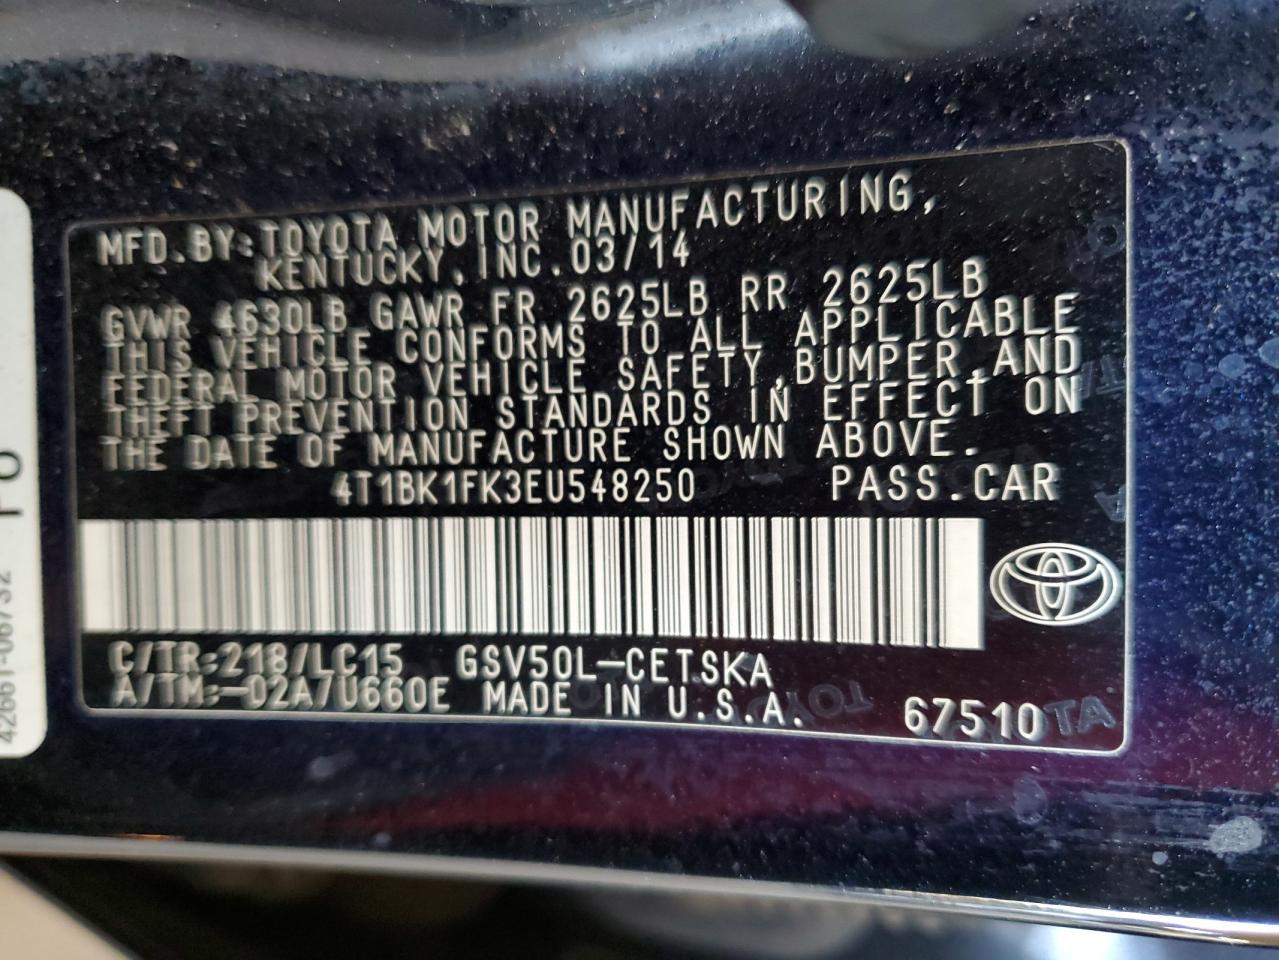 MFD.BY:TOYOTA MOTOR MANUFACTURING,
KENTUCKY,INC.03/14
GVWR 4630LB GAWR FR 2625LB RR 2625LB
THIS VEHICLE CONFORMS TO ALL APPLICABLE
FEDERAL MOTOR VEHICLE SAFETY,BUMPER,AND
THEFT PREVENTION STANDARDS IN EFFECT ON
THE DATE OF MANUFACTURE SHOWN ABOVE.
4T1BK1FK3EU548250 PASS.CAR
C/TR:218/LC15 GSV50L-CETSKA
A/TM:-02A/U660E MADE IN U.S.A.
67510